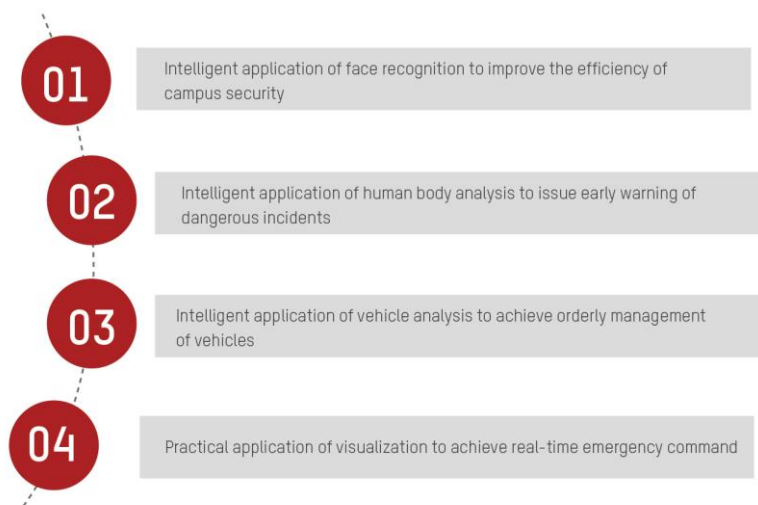 01
Intelligent application of face recognition to improve the efficiency of
campus security
02
Intelligent application of human body analysis to issue early warning of
dangerous incidents
03
Intelligent application of vehicle analysis to achieve orderly management
of vehicles
04
Practical application of visualization to achieve real-time emergency command